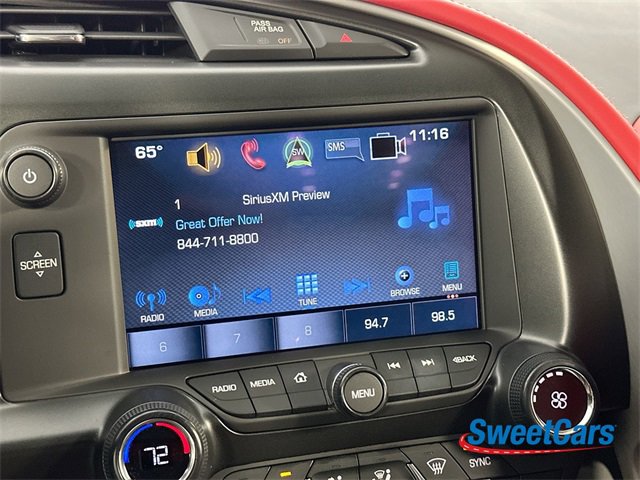 PASS
AIR BAG
OFF
65°
SW
SMS
11:16
1
SiriusXM Preview
((SXM))
Great Offer Now!
844-711-8800
SCREEN
RADIO
MEDIA
TUNE
BROWSE
MENU
6
7
8
94.7
98.5
RADIO
MEDIA
BACK
MENU
72
SweetCars
SYNC